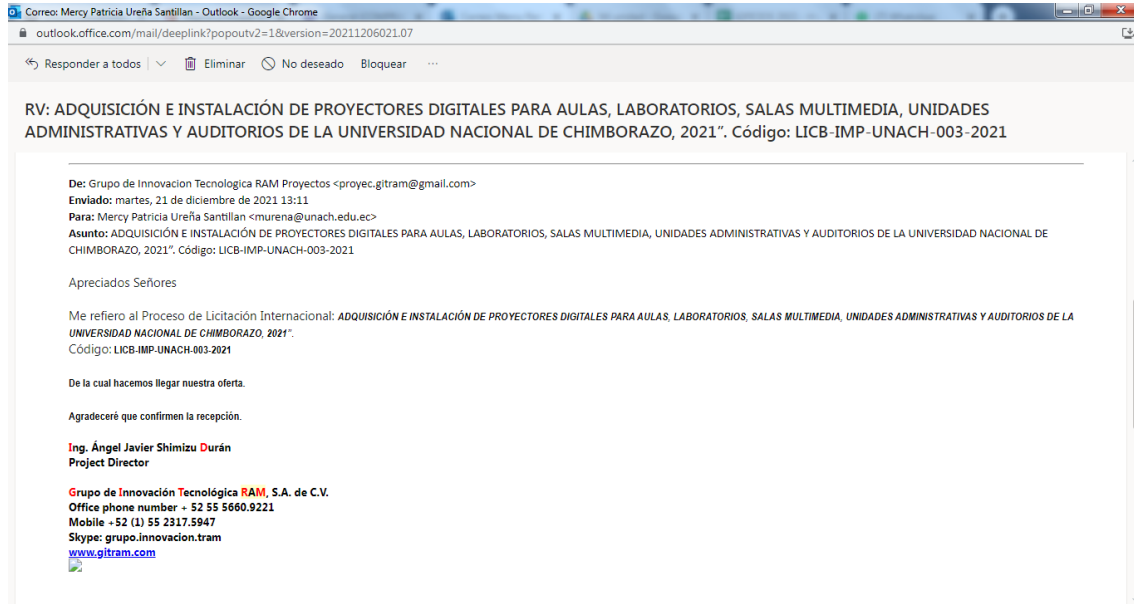 Correo: Mercy Patricia Ureña Santillan - Outlook - Google Chrome
outlook.office.com/mail/deeplink?popoutv2=1&version=20211206021.07
Responder a todos Eliminar No deseado Bloquear ...
RV: ADQUISICIÓN E INSTALACIÓN DE PROYECTORES DIGITALES PARA AULAS, LABORATORIOS, SALAS MULTIMEDIA, UNIDADES
ADMINISTRATIVAS Y AUDITORIOS DE LA UNIVERSIDAD NACIONAL DE CHIMBORAZO, 2021”. Código: LICB-IMP-UNACH-003-2021
De: Grupo de Innovacion Tecnologica RAM Proyectos <proyec.gitram@gmail.com>
Enviado: martes, 21 de diciembre de 2021 13:11
Para: Mercy Patricia Ureña Santillan <murena@unach.edu.ec>
Asunto: ADQUISICIÓN E INSTALACIÓN DE PROYECTORES DIGITALES PARA AULAS, LABORATORIOS, SALAS MULTIMEDIA, UNIDADES ADMINISTRATIVAS Y AUDITORIOS DE LA UNIVERSIDAD NACIONAL DE
CHIMBORAZO, 2021”. Código: LICB-IMP-UNACH-003-2021
Apreciados Señores
Me refiero al Proceso de Licitación Internacional: ADQUISICIÓN E INSTALACIÓN DE PROYECTORES DIGITALES PARA AULAS, LABORATORIOS, SALAS MULTIMEDIA, UNIDADES ADMINISTRATIVAS Y AUDITORIOS DE LA
UNIVERSIDAD NACIONAL DE CHIMBORAZO, 2021”.
Código: LICB-IMP-UNACH-003-2021
De la cual hacemos llegar nuestra oferta.
Agradeceré que confirmen la recepción.
Ing. Ángel Javier Shimizu Durán
Project Director
Grupo de Innovación Tecnológica RAM, S.A. de C.V.
Office phone number + 52 55 5660.9221
Mobile +52 (1) 55 2317.5947
Skype: grupo.innovacion.tram
www.gitram.com